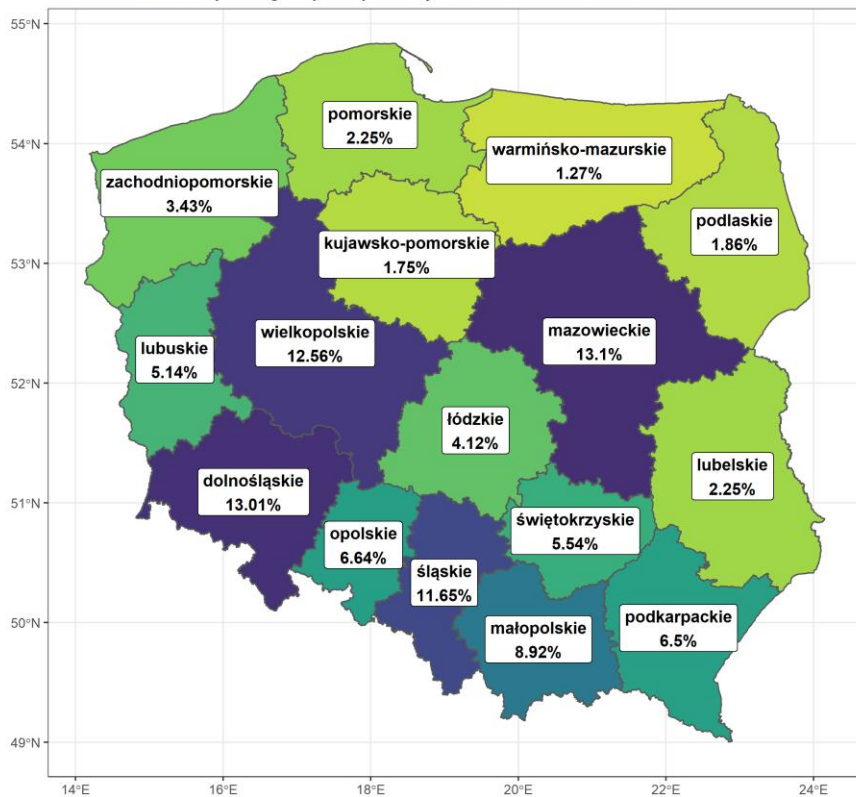 55°N
54°N
53°N
52°N
51°N
50°N
49°N
14°E
16°E
18°E
20°E
22°E
24°E
pomorskie
2.25%
warmińsko-mazurskie
1.27%
zachodniopomorskie
3.43%
podlaskie
1.86%
kujawsko-pomorskie
1.75%
wielkopolskie
12.56%
mazowieckie
13.1%
lubuskie
5.14%
łódzkie
4.12%
lubelskie
2.25%
dolnośląskie
13.01%
opolskie
6.64%
świętokrzyskie
5.54%
śląskie
11.65%
małopolskie
8.92%
podkarpackie
6.5%